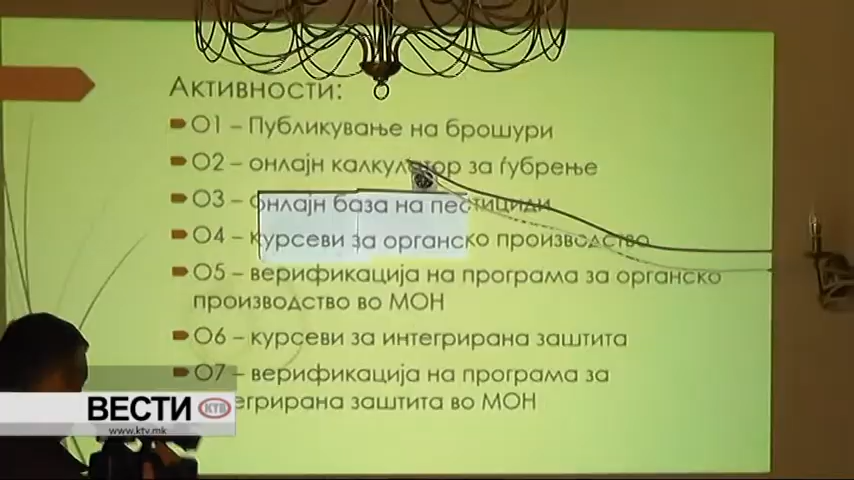 Активности:
О1 – Публикување на брошури
О2 – онлајн калкулатор за ѓубрење
О3 – онлајн база на пестициди
О4 – курсеви за органско производство
О5 – верификација на програма за органско
производство во МОН
О6 – курсеви за интегрирана заштита
О7 – верификација на програма за
егрирана заштита во МОН
ВЕСТИ КТВ
www.ktv.mk